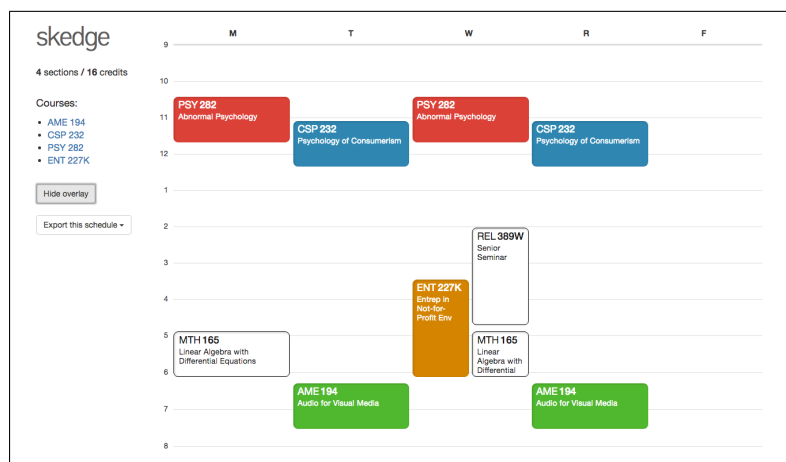 skedge
4 sections / 16 credits
Courses:
AME 194
CSP 232
PSY 282
ENT 227K
Hide overlay
Export this schedule
M T W R F
9
10
11
12
1
2
3
4
5
6
7
8
PSY 282
Abnormal Psychology
MTH 165
Linear Algebra with
Differential Equations
CSP 232
Psychology of Consumerism
AME 194
Audio for Visual Media
PSY 282
Abnormal Psychology
REL 389W
Senior
Seminar
ENT 227K
Entrep in
Not-for-
Profit Env
MTH 165
Linear
Algebra with
Differential
CSP 232
Psychology of Consumerism
AME 194
Audio for Visual Media